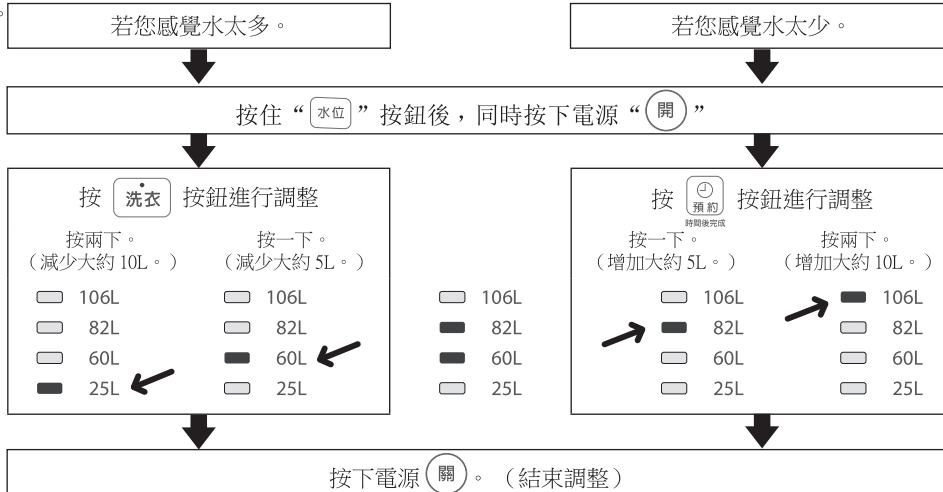 。
若您感覺水太多。
若您感覺水太少。
按住“水位”按鈕後，同時按下電源“開”
按 洗衣 按鈕進行調整
按兩下。
（減少大約 10L。）
按一下。
（減少大約 5L。）
106L
82L
60L
25L
106L
82L
60L
25L
106L
82L
60L
25L
按 預約 按鈕進行調整
時間後完成
按一下。
（增加大約 5L。）
按兩下。
（增加大約 10L。）
106L
82L
60L
25L
106L
82L
60L
25L
按下電源 關 。（結束調整）